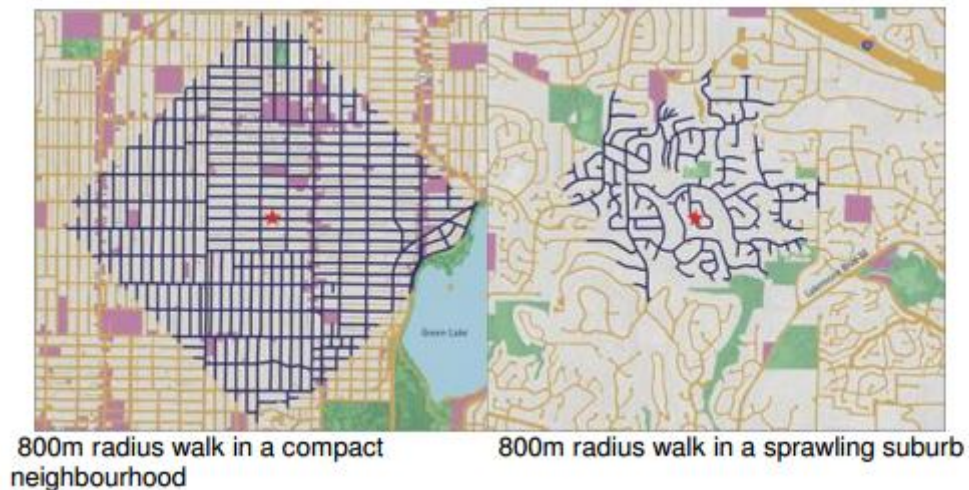 Green Lake
800m radius walk in a compact
neighbourhood
800m radius walk in a sprawling suburb